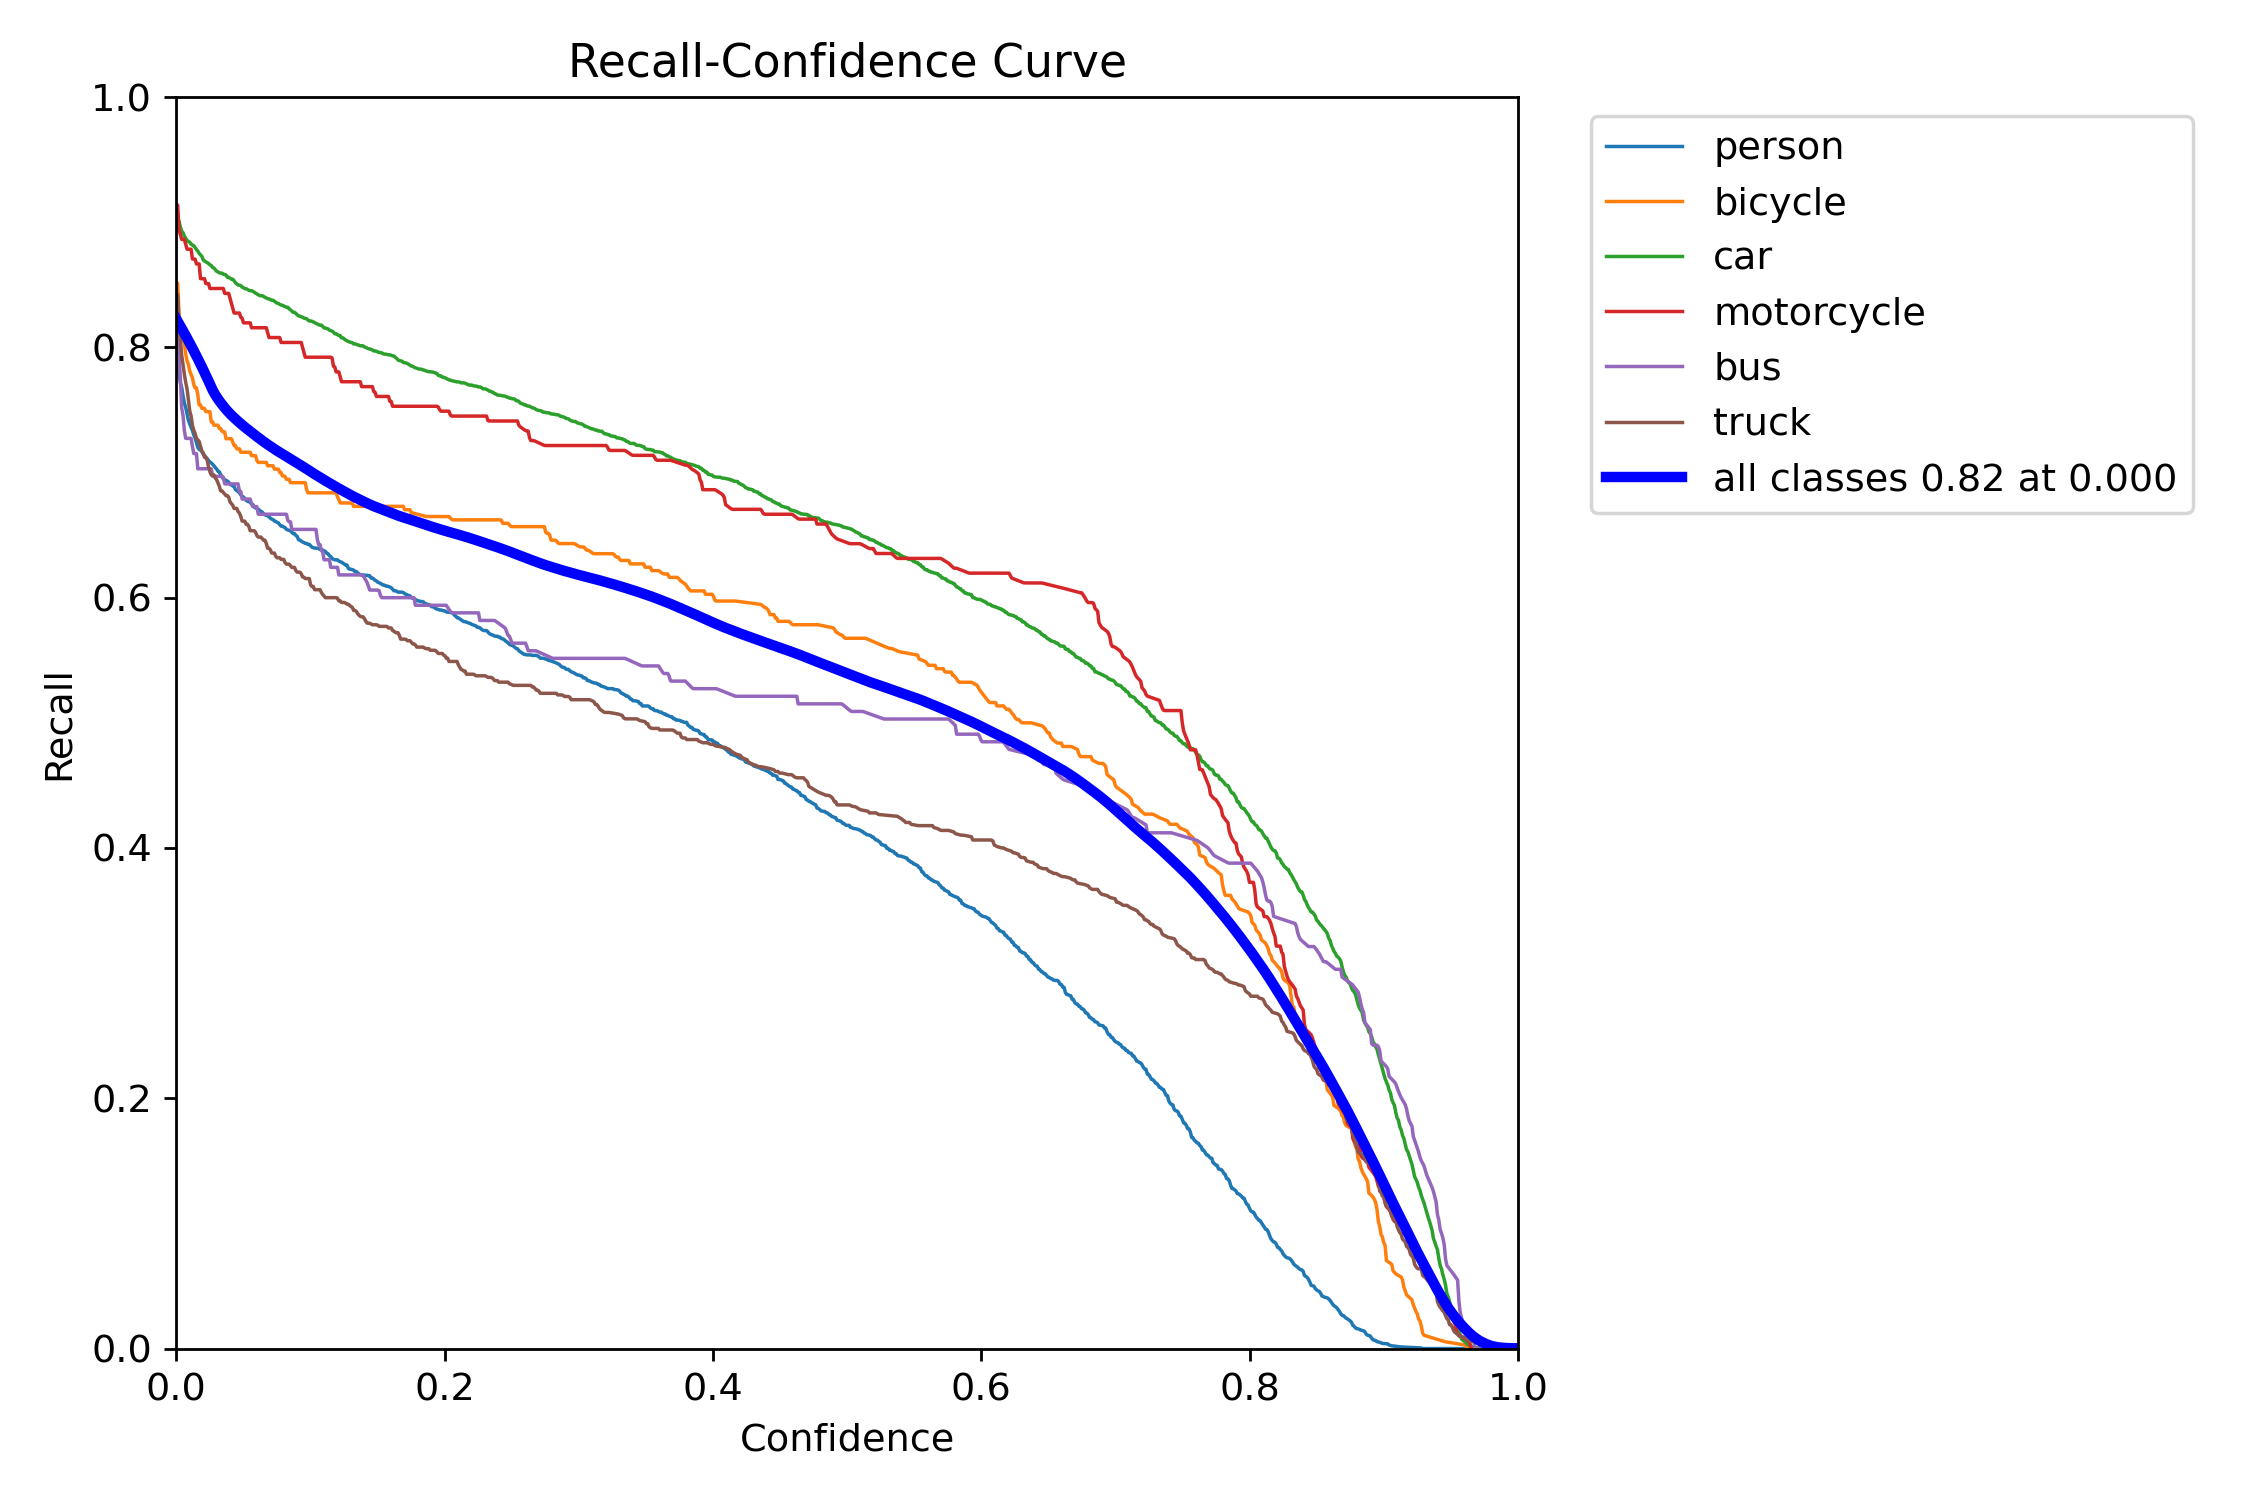 Recall-Confidence Curve
1.0
0.8
0.6
0.4
0.2
0.0
Recall
0.0 0.2 0.4 0.6 0.8 1.0
Confidence
person
bicycle
car
motorcycle
bus
truck
all classes 0.82 at 0.000